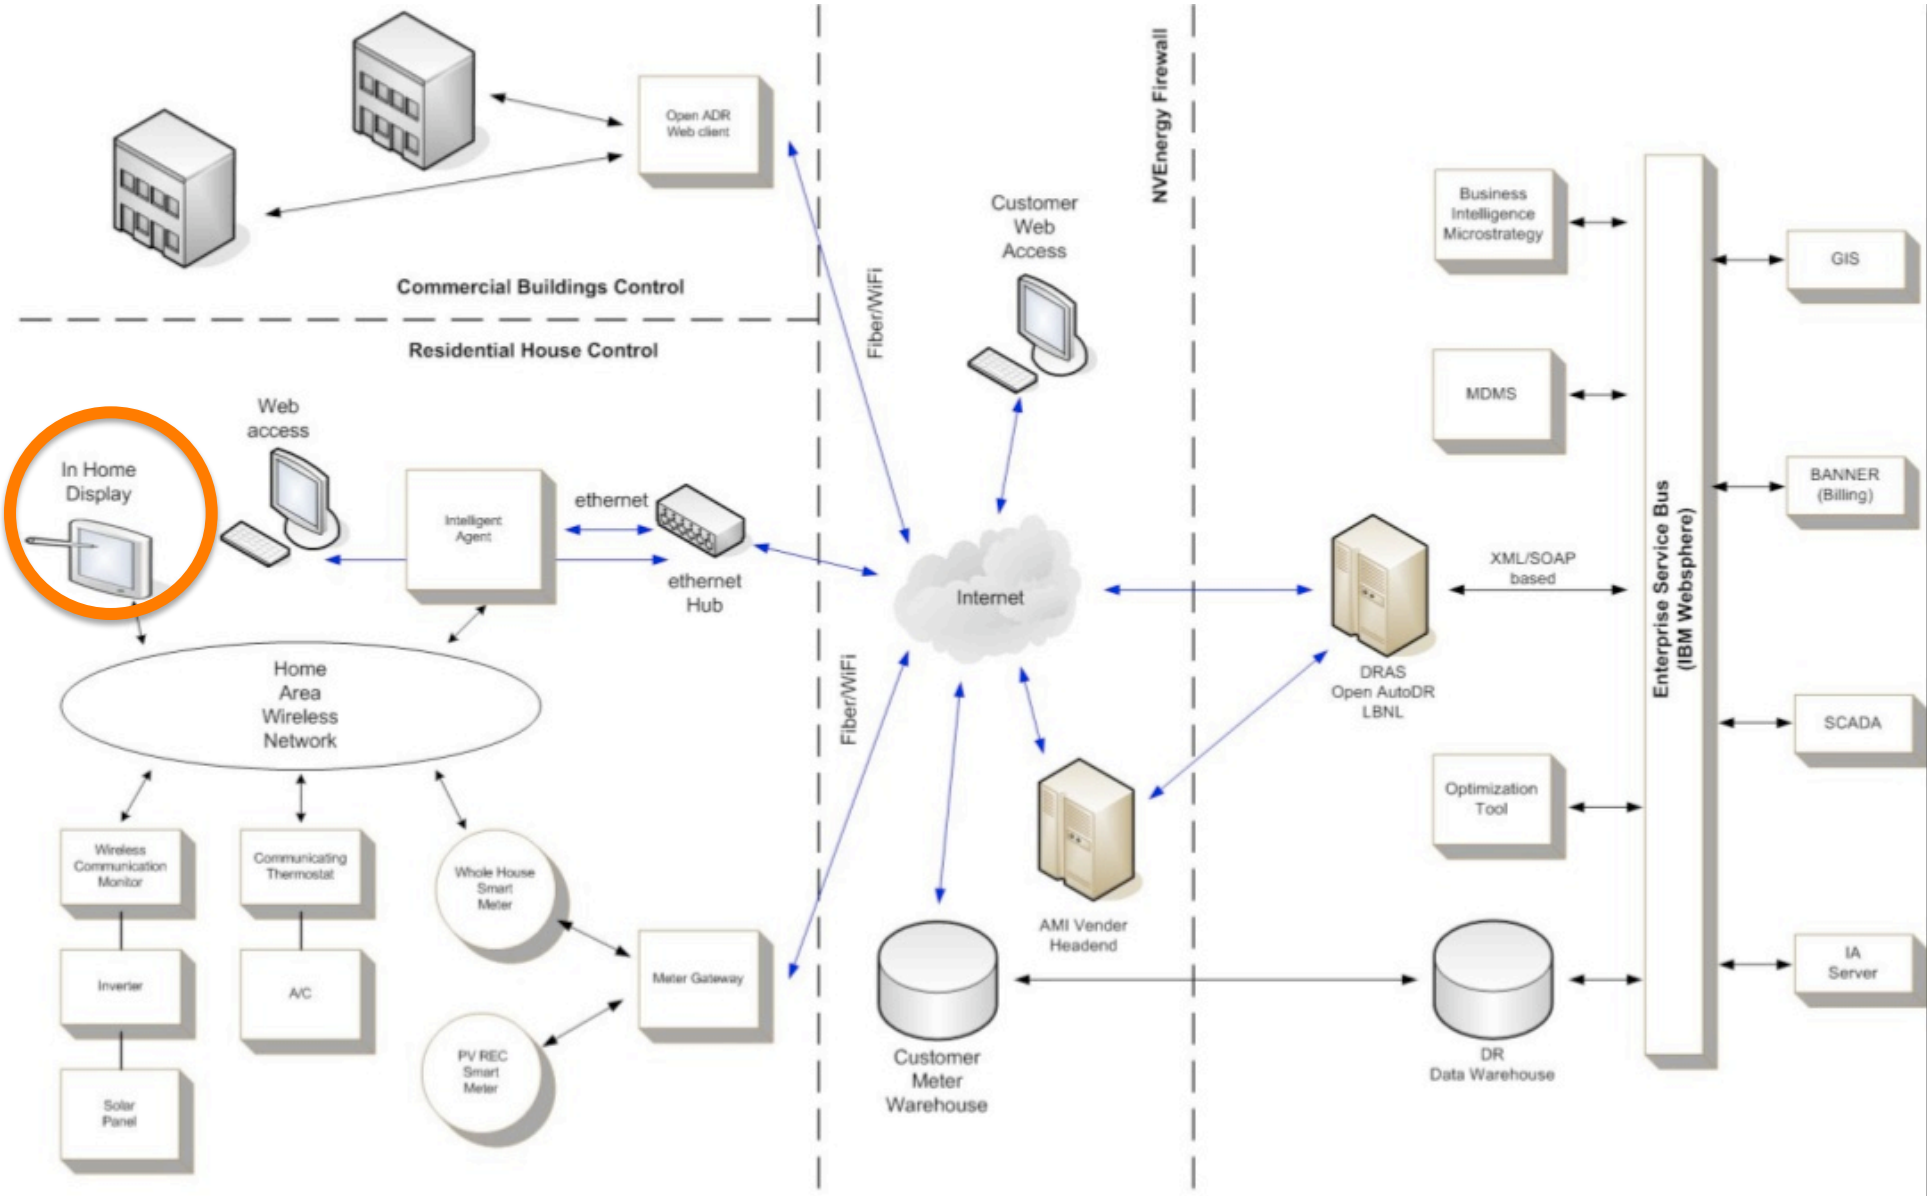 Open ADR
Web client
Commercial Buildings Control
Residential House Control
In Home
Display
Web
access
Intelligent
Agent
ethernet
ethernet
Hub
Home
Area
Wireless
Network
Wireless
Communication
Monitor
Inverter
Solar
Panel
Communicating
Thermostat
A/C
Whole House
Smart
Meter
PV REC
Smart
Meter
Meter Gateway
Fiber/WiFi
Fiber/WiFi
Customer
Web
Access
Internet
AMI Vender
Headend
Customer
Meter
Warehouse
NVEnergy Firewall
DRAS
Open AutoDR
LBNL
XML/SOAP
based
Business
Intelligence
Microstrategy
MDMS
Optimization
Tool
DR
Data Warehouse
Enterprise Service Bus
(IBM Websphere)
GIS
BANNER
(Billing)
SCADA
IA
Server